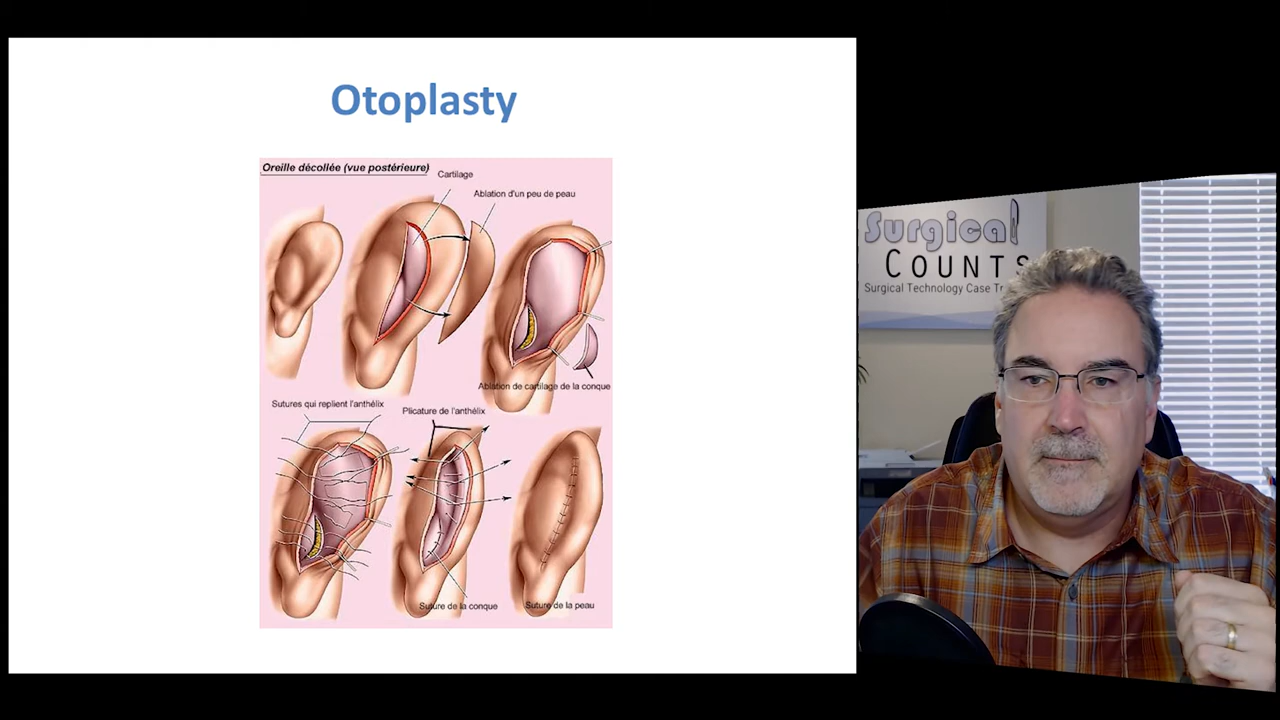 Otoplasty
Oreille décollée (vue postérieure)
Cartilage
Ablation d'un peu de peau
Ablation de cartilage de la conque
Sutures qui replient l'anthélix
Plicature de l'anthélix
Suture de la conque
Suture de la peau
Surgical
COUNTS
Surgical Technology Case